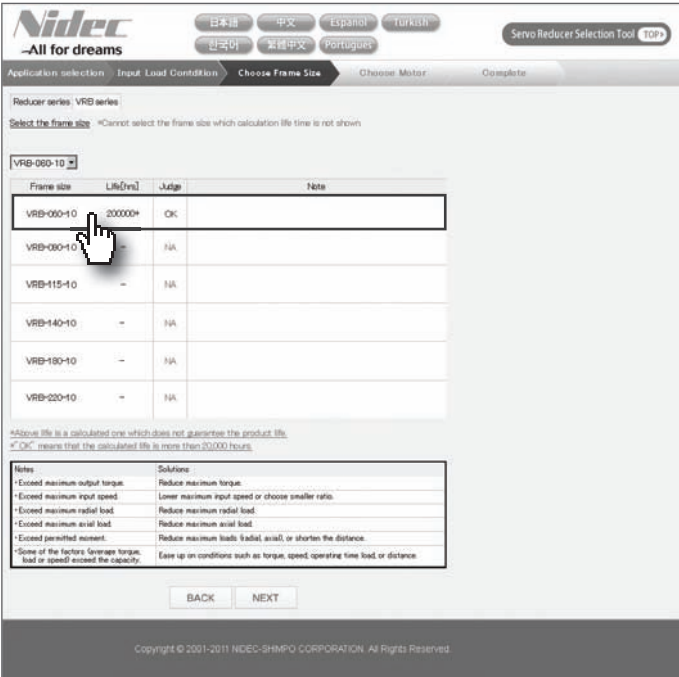 Nidec
-All for dreams
日本語 中文 Espanol Turkish
한국어 繁體中文 Portugues
Servo Reducer Selection Tool TOP
Application selection Input Load Contdition Choose Frame Size Choose Motor Complete
Reducer series VRB series
Select the frame size *Cannot select the frame size which calculation life time is not shown.
VRB-060-10
Frame size Life[hrs] Judge Note
VRB-060-10 200000+ OK
VRB-090-10 - NA
VRB-115-10 - NA
VRB-140-10 - NA
VRB-180-10 - NA
VRB-220-10 - NA
*Above life is a calculated one which does not guarantee the product life.
*"OK" means that the calculated life is more than 20,000 hours.
Notes Solutions
・Exceed maximum output torque. Reduce maximum torque.
・Exceed maximum input speed. Lower maximum input speed or choose smaller ratio.
・Exceed maximum radial load. Reduce maximum radial load.
・Exceed maximum axial load. Reduce maximum axial load.
・Exceed permitted moment. Reduce maximum loads (radial, axial), or shorten the distance.
・Some of the factors (average torque, load or speed) exceed the capacity. Ease up on conditions such as torque, speed, operating time load, or distance.
BACK NEXT
Copyright © 2001-2011 NIDEC-SHIMPO CORPORATION. All Rights Reserved.